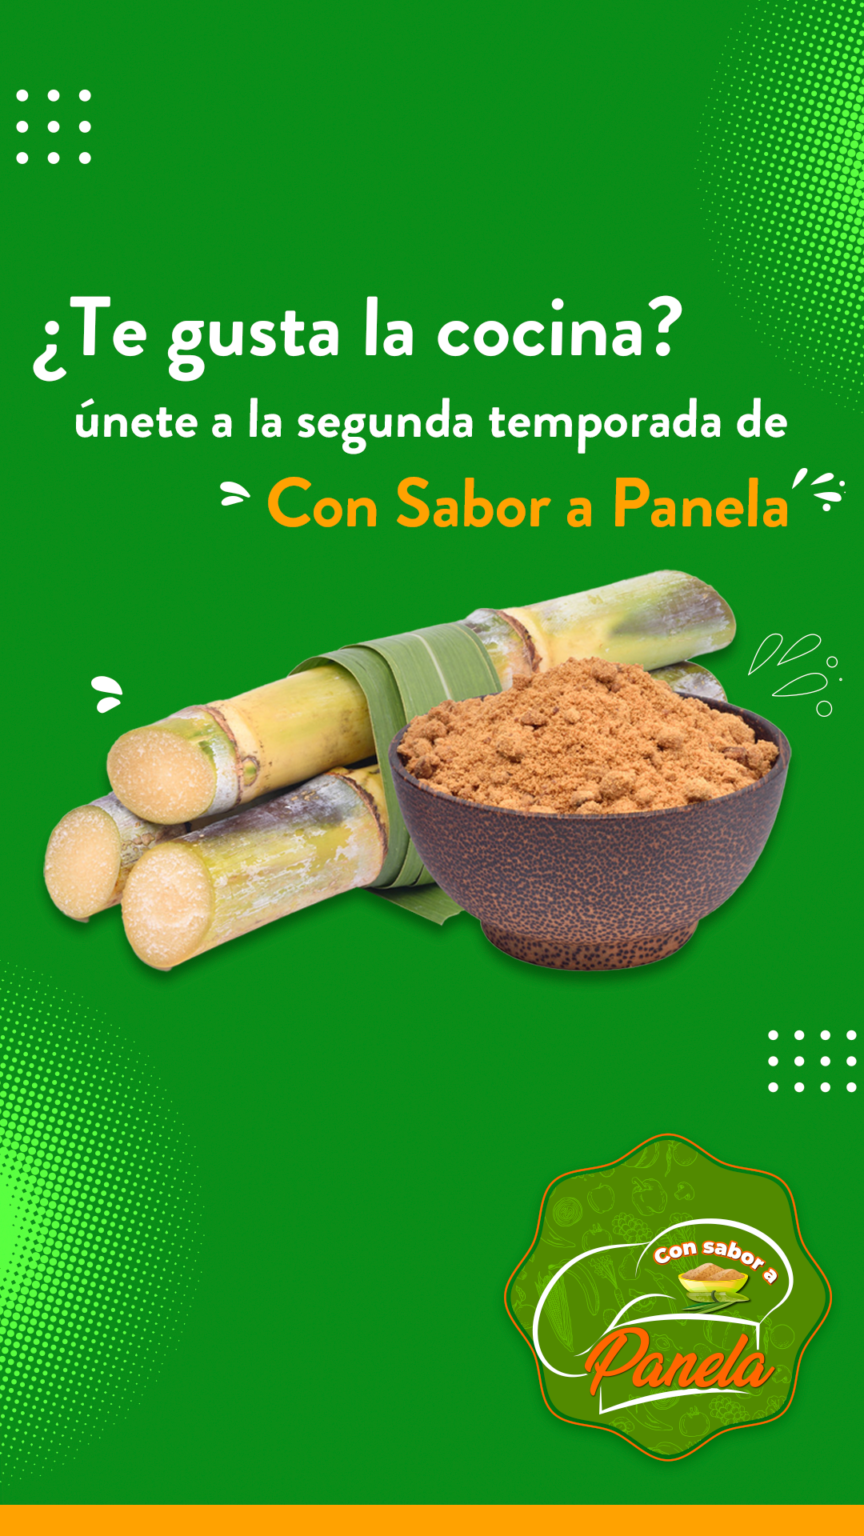 ¿Te gusta la cocina?
únete a la segunda temporada de
Con Sabor a Panela
Con sabor a
Panela